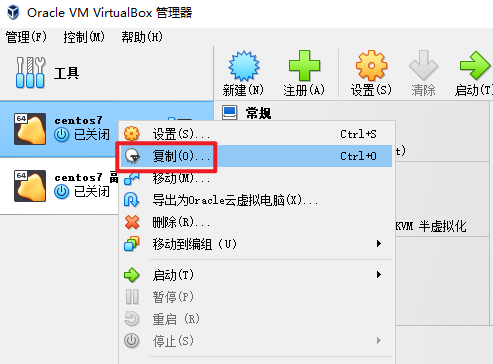 Oracle VM VirtualBox 管理器
管理(F) 控制(M) 帮助(H)
工具
新建(N) 注册(A) 设置(S) 清除 启动(T)
64 centos7
已关闭
常规
64 centos7 副
已关闭
设置(S)... Ctrl+S
复制(O)... Ctrl+O
移动(M)...
导出为Oracle云虚拟电脑(X)...
删除(R)...
移动到编组(U)
启动(T)
暂停(P)
重启(R)
停止(S)
t)
KVM 半虚拟化